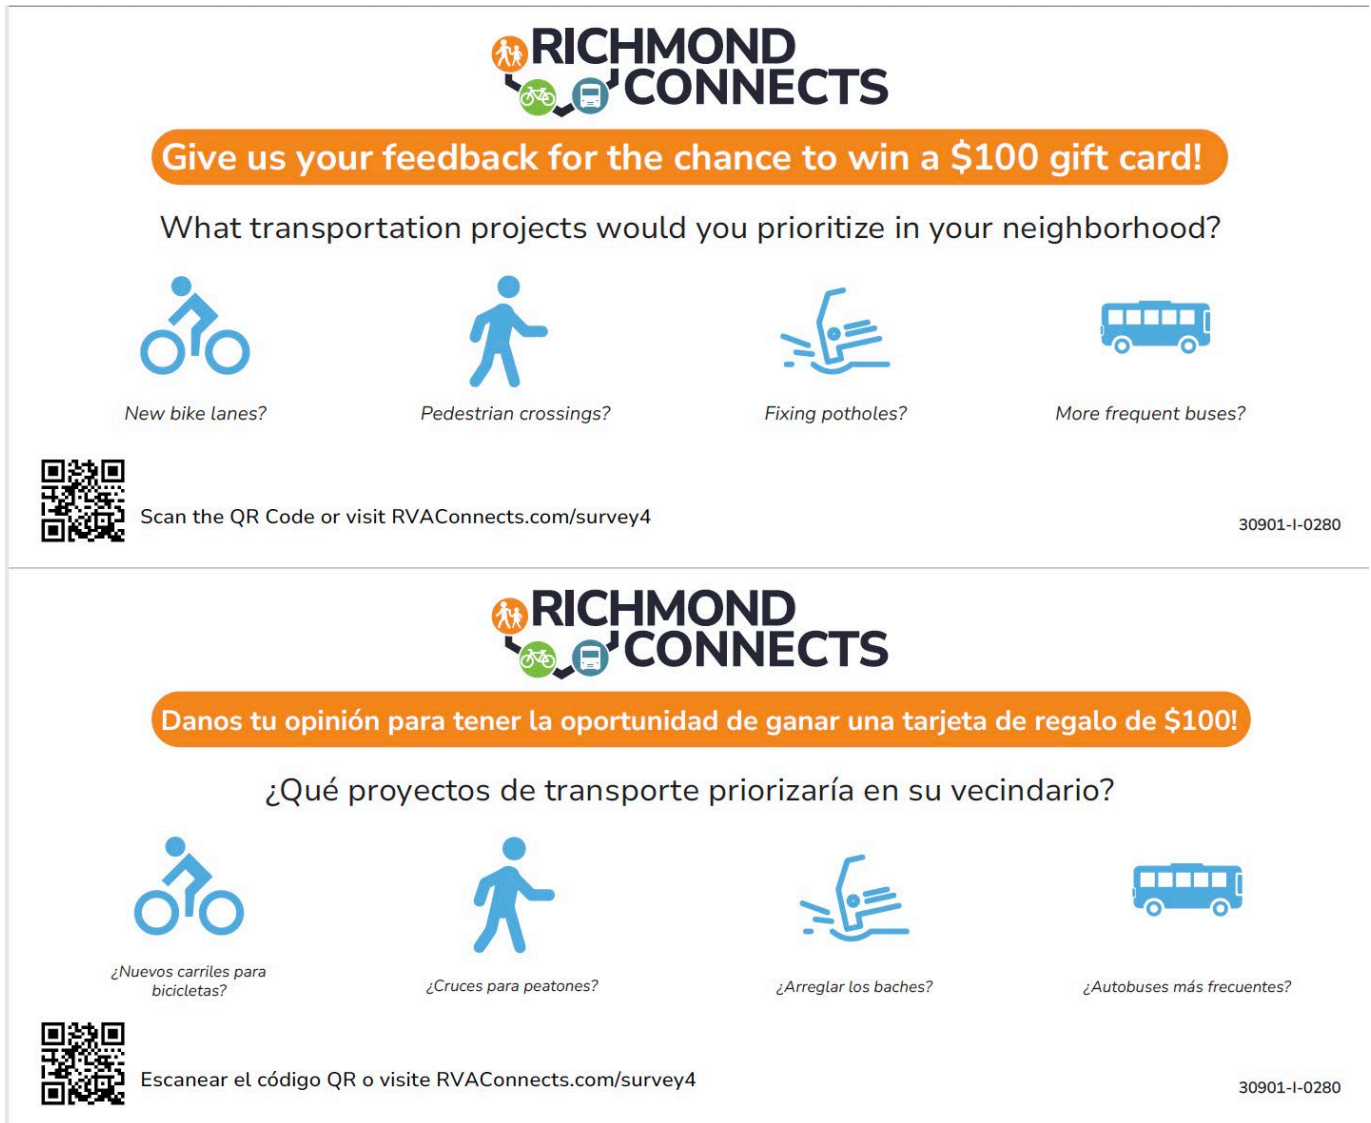 RICHMOND
CONNECTS
Give us your feedback for the chance to win a $100 gift card!
What transportation projects would you prioritize in your neighborhood?
New bike lanes?
Pedestrian crossings?
Fixing potholes?
More frequent buses?
Scan the QR Code or visit RVAConnects.com/survey4
30901-I-0280
RICHMOND
CONNECTS
Danos tu opinión para tener la oportunidad de ganar una tarjeta de regalo de $100!
¿Qué proyectos de transporte priorizaría en su vecindario?
¿Nuevos carriles para
bicicletas?
¿Cruces para peatones?
¿Arreglar los baches?
¿Autobuses más frecuentes?
Escanear el código QR o visite RVAConnects.com/survey4
30901-I-0280